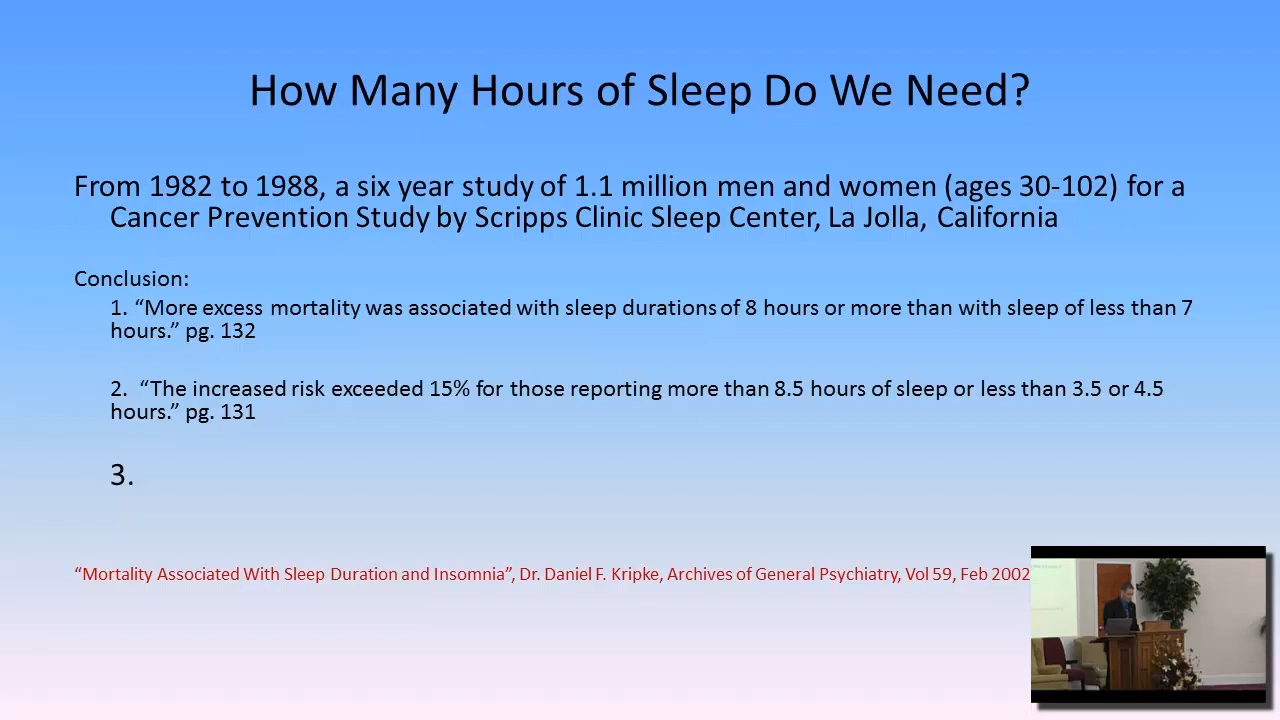 How Many Hours of Sleep Do We Need?
From 1982 to 1988, a six year study of 1.1 million men and women (ages 30-102) for a
Cancer Prevention Study by Scripps Clinic Sleep Center, La Jolla, California
Conclusion:
1. “More excess mortality was associated with sleep durations of 8 hours or more than with sleep of less than 7
hours.” pg. 132
2.  “The increased risk exceeded 15% for those reporting more than 8.5 hours of sleep or less than 3.5 or 4.5
hours.” pg. 131
3.
“Mortality Associated With Sleep Duration and Insomnia”, Dr. Daniel F. Kripke, Archives of General Psychiatry, Vol 59, Feb 2002